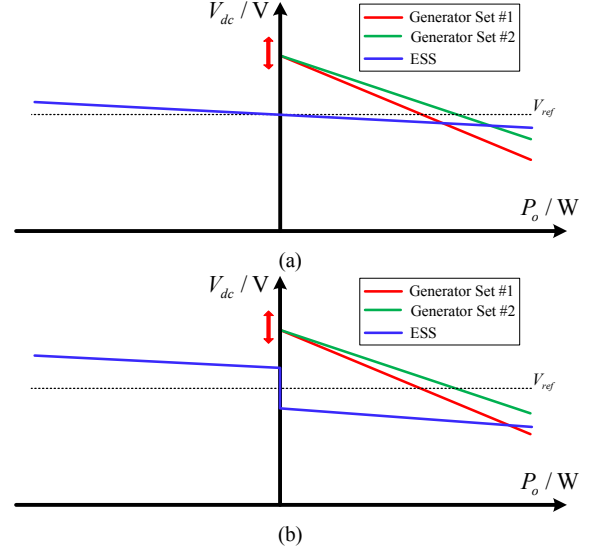 V_dc / V
Generator Set #1
Generator Set #2
ESS
V_ref
P_o / W
(a)
V_dc / V
Generator Set #1
Generator Set #2
ESS
V_ref
P_o / W
(b)